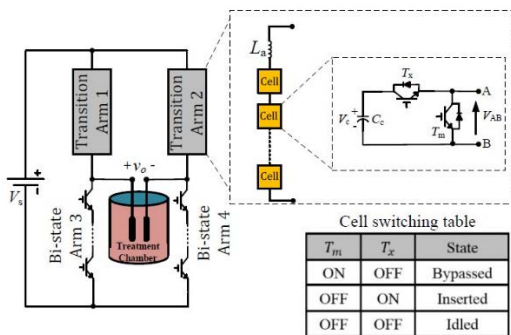 Transition
Arm 1
Transition
Arm 2
Vs
+ vo -
Bi-state
Arm 3
Treatment
Chamber
Bi-state
Arm 4
La
Cell
Cell
Cell
Tx
Vc + -
Cc
Tm
A
VAB
B
Cell switching table
Tm Tx State
ON OFF Bypassed
OFF ON Inserted
OFF OFF Idled